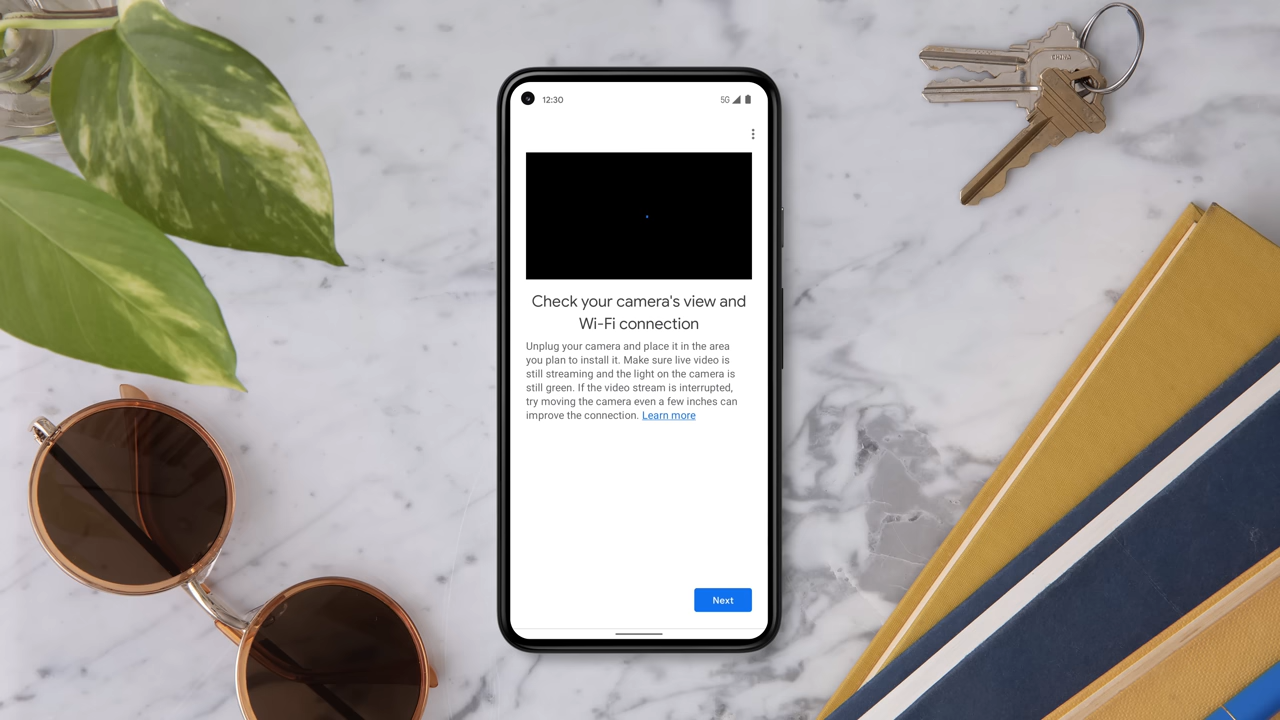 12:30
5G
Check your camera's view and
Wi-Fi connection
Unplug your camera and place it in the area
you plan to install it. Make sure live video is
still streaming and the light on the camera is
still green. If the video stream is interrupted,
try moving the camera even a few inches can
improve the connection. Learn more
Next